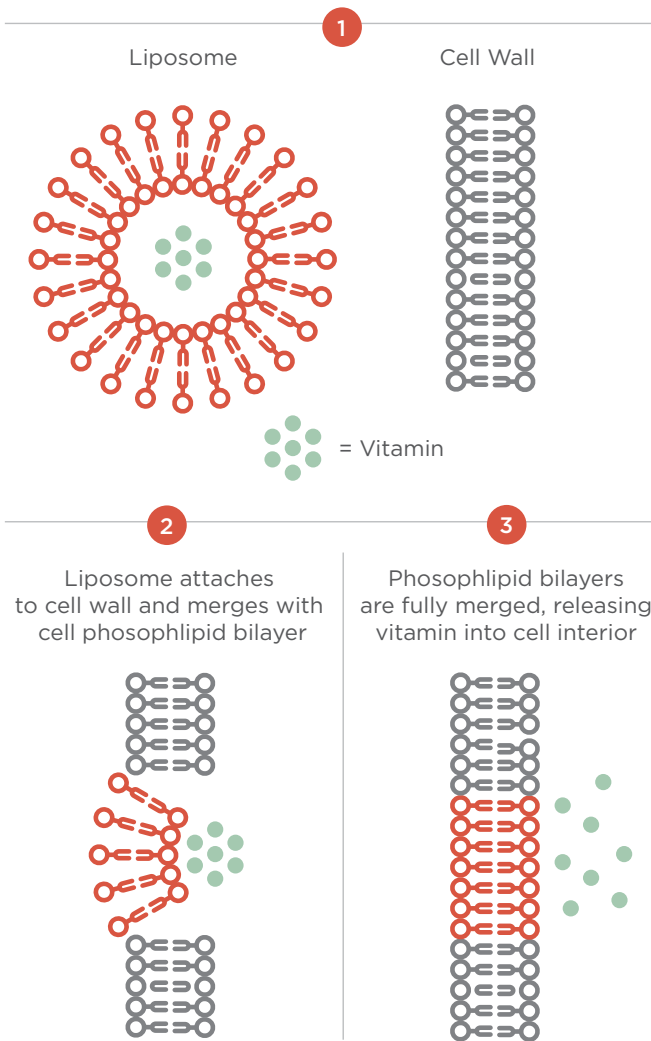 1
Liposome
Cell Wall
= Vitamin
2
Liposome attaches
to cell wall and merges with
cell phosophlipid bilayer
3
Phosophlipid bilayers
are fully merged, releasing
vitamin into cell interior